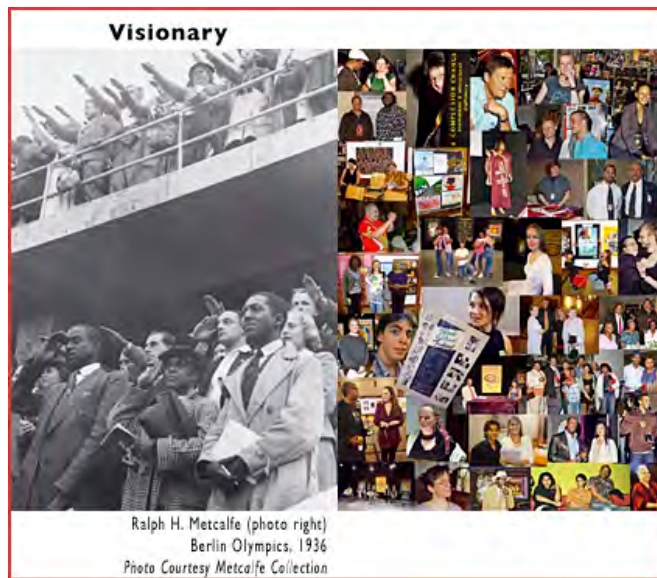 Visionary
Ralph H. Metcalfe (photo right)
Berlin Olympics, 1936
Photo Courtesy Metcalfe Collection